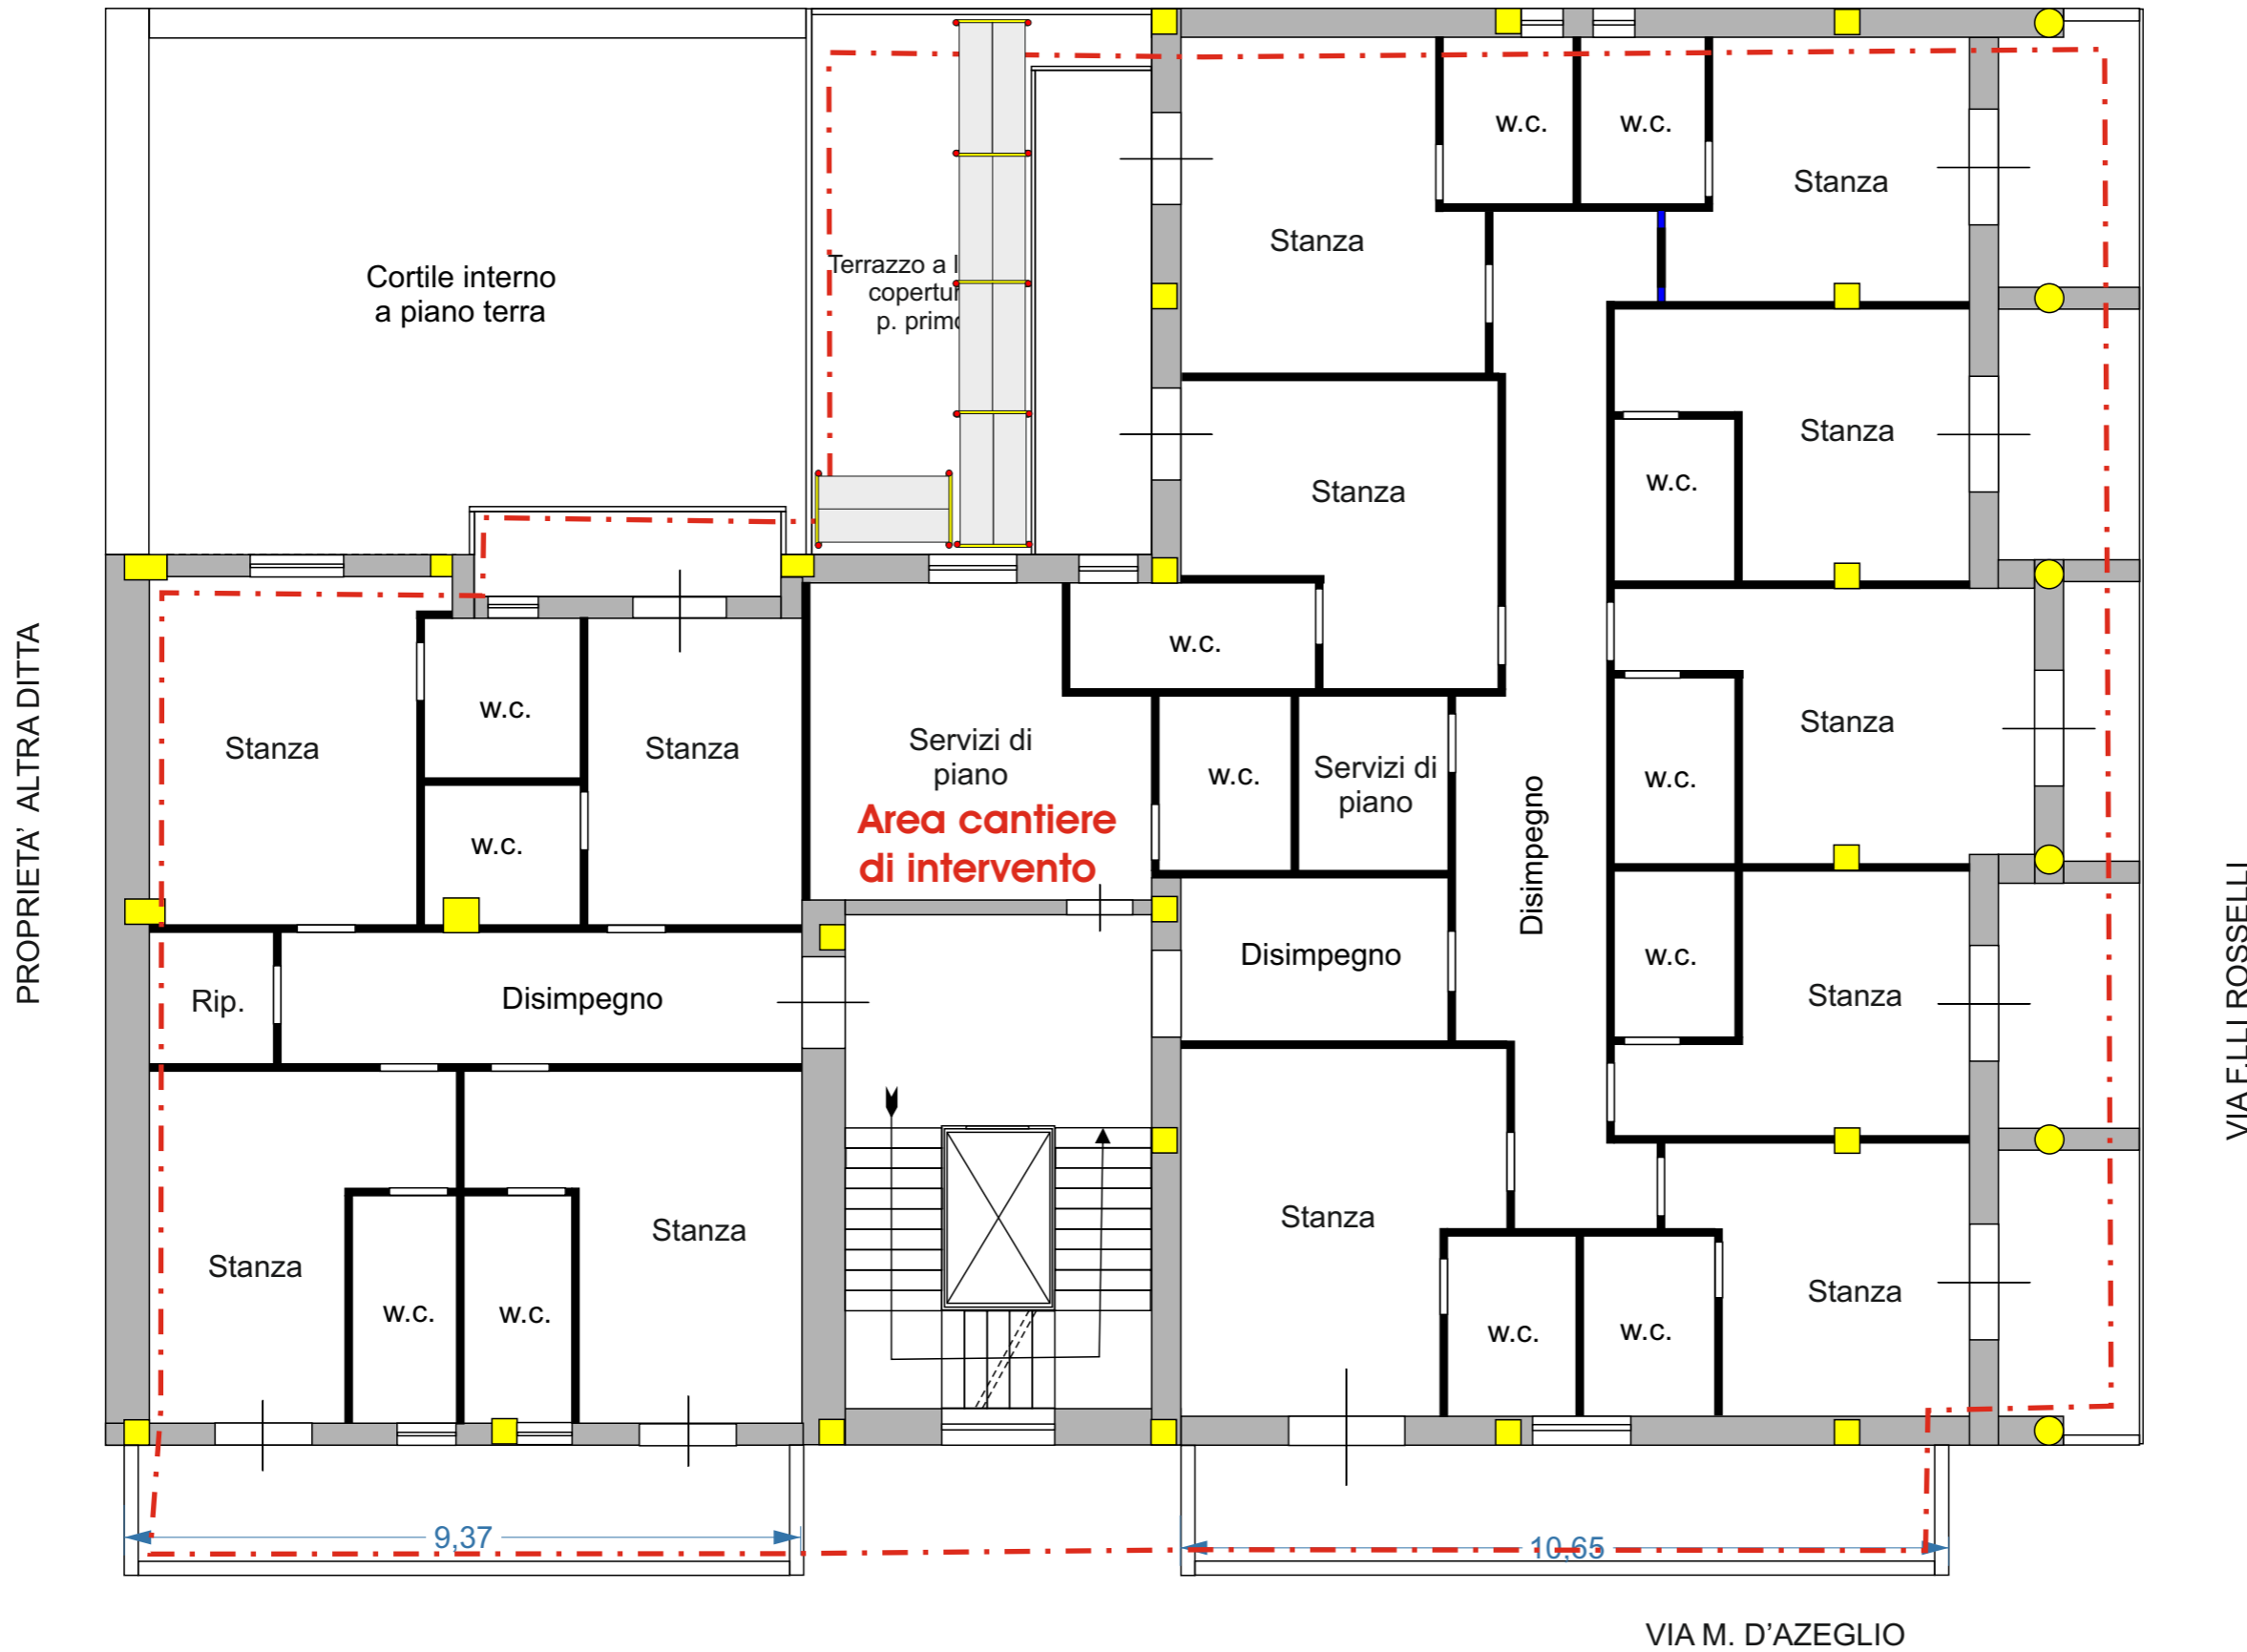 w.c.
w.c.
Stanza
Stanza
Cortile interno
a piano terra
Terrazzo a l
copertur
p. primo
Stanza
w.c.
Stanza
w.c.
PROPRIETA' ALTRA DITTA
Stanza
w.c.
Stanza
Servizi di
piano
w.c.
Servizi di
piano
Disimpegno
w.c.
Stanza
Area cantiere
di intervento
w.c.
Disimpegno
w.c.
Stanza
VIA F.LLI ROSSELLI
Rip.
Disimpegno
Stanza
Stanza
Stanza
w.c.
w.c.
Stanza
w.c.
w.c.
Stanza
9,37
10,65
VIA M. D'AZEGLIO